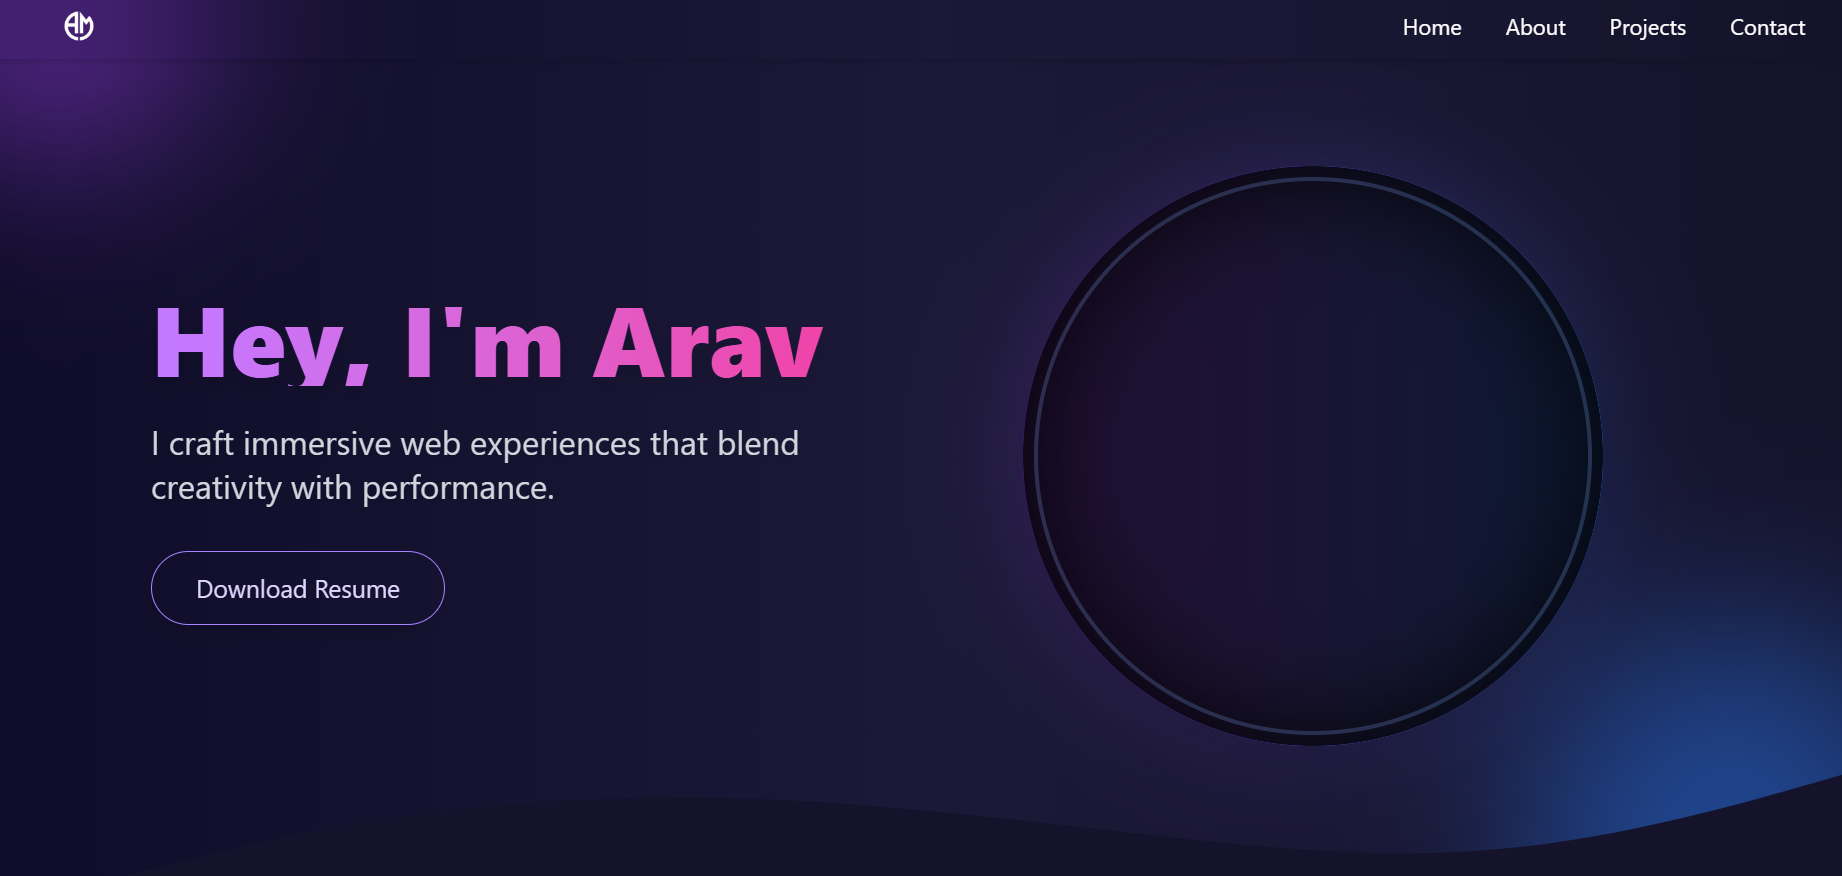 AM
Home About Projects Contact
Hey, I'm Arav
I craft immersive web experiences that blend
creativity with performance.
Download Resume